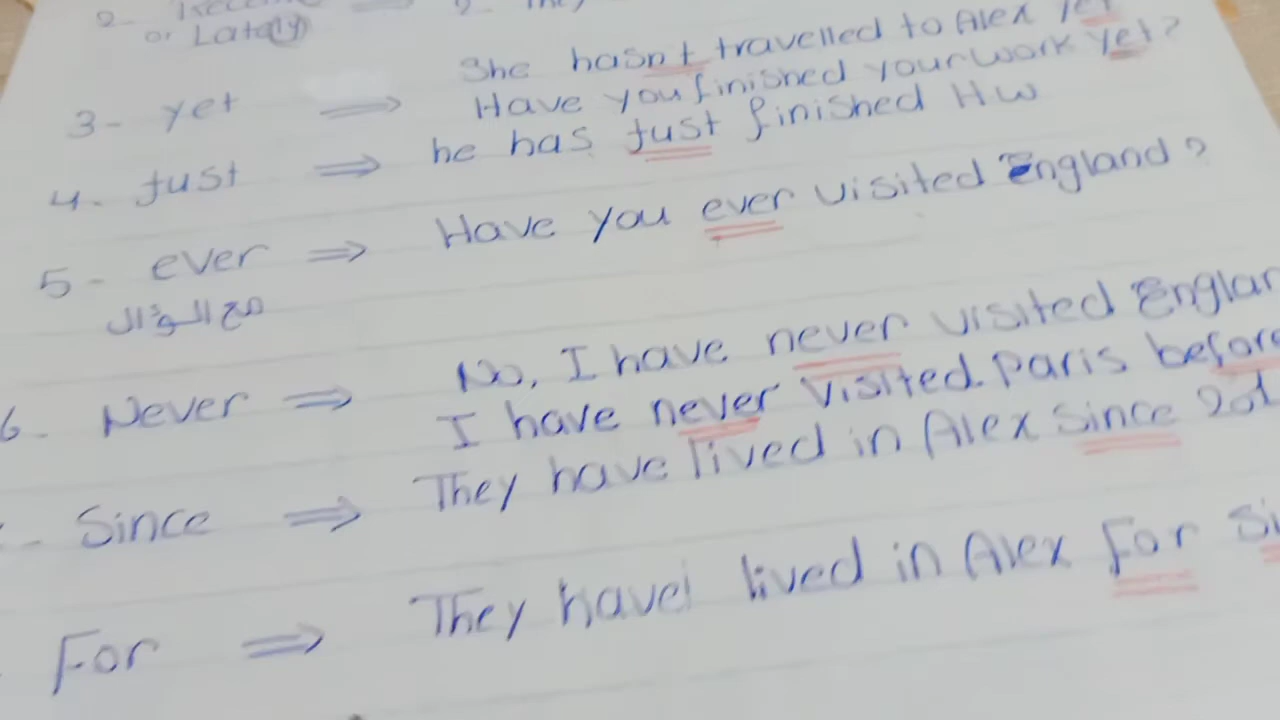 2-
or Lately
3- yet ⇒ She hasn't travelled to Alex yet
Have you finished your work yet?
4. Just ⇒ he has Just finished Hw
5- ever ⇒ Have you ever visited England?
مع السؤال
6- Never ⇒ No, I have never visited
I have never visited Paris before
Since ⇒ They have lived in Alex since
For ⇒ They have lived in Alex For